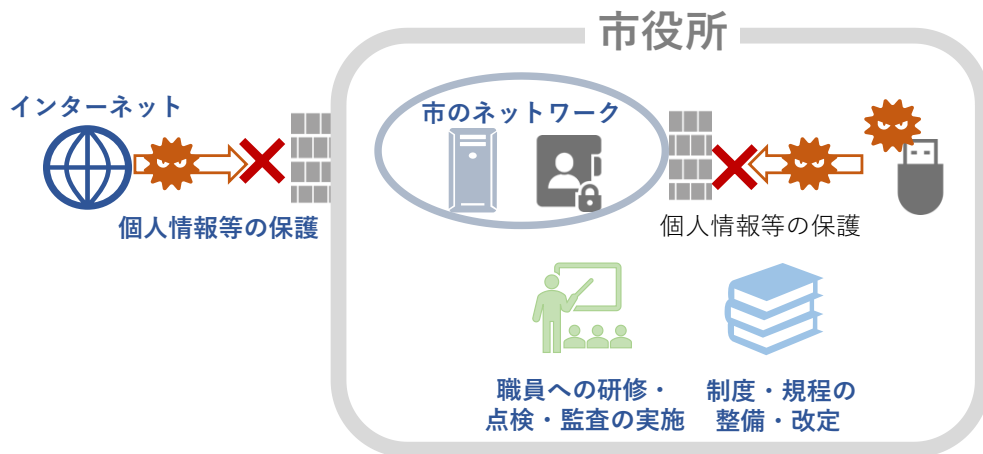 市役所
インターネット
市のネットワーク
個人情報等の保護
個人情報等の保護
職員への研修・
点検・監査の実施
制度・規程の
整備・改定